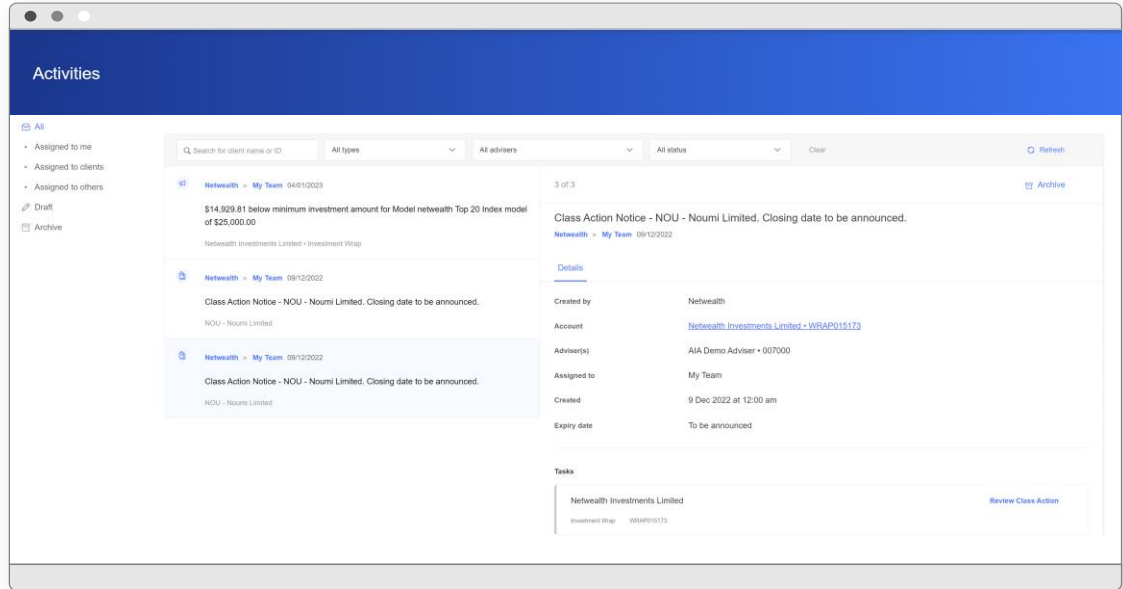 Activities
All
Assigned to me
Assigned to clients
Assigned to others
Draft
Archive
Search for client name or ID
All types
All advisers
All status
Clear
Refresh
Netwealth ▸ My Team 04/01/2023
$14,929.81 below minimum investment amount for Model netwealth Top 20 Index model
of $25,000.00
Netwealth Investments Limited • Investment Wrap
Netwealth ▸ My Team 09/12/2022
Class Action Notice - NOU - Noumi Limited. Closing date to be announced.
NOU - Noumi Limited
Netwealth ▸ My Team 09/12/2022
Class Action Notice - NOU - Noumi Limited. Closing date to be announced.
NOU - Noumi Limited
3 of 3
Archive
Class Action Notice - NOU - Noumi Limited. Closing date to be announced.
Netwealth ▸ My Team 09/12/2022
Details
Created by Netwealth
Account Netwealth Investments Limited • WRAP015173
Adviser(s) AIA Demo Adviser • 007000
Assigned to My Team
Created 9 Dec 2022 at 12:00 am
Expiry date To be announced
Tasks
Netwealth Investments Limited
Review Class Action
Investment Wrap WRAP015173